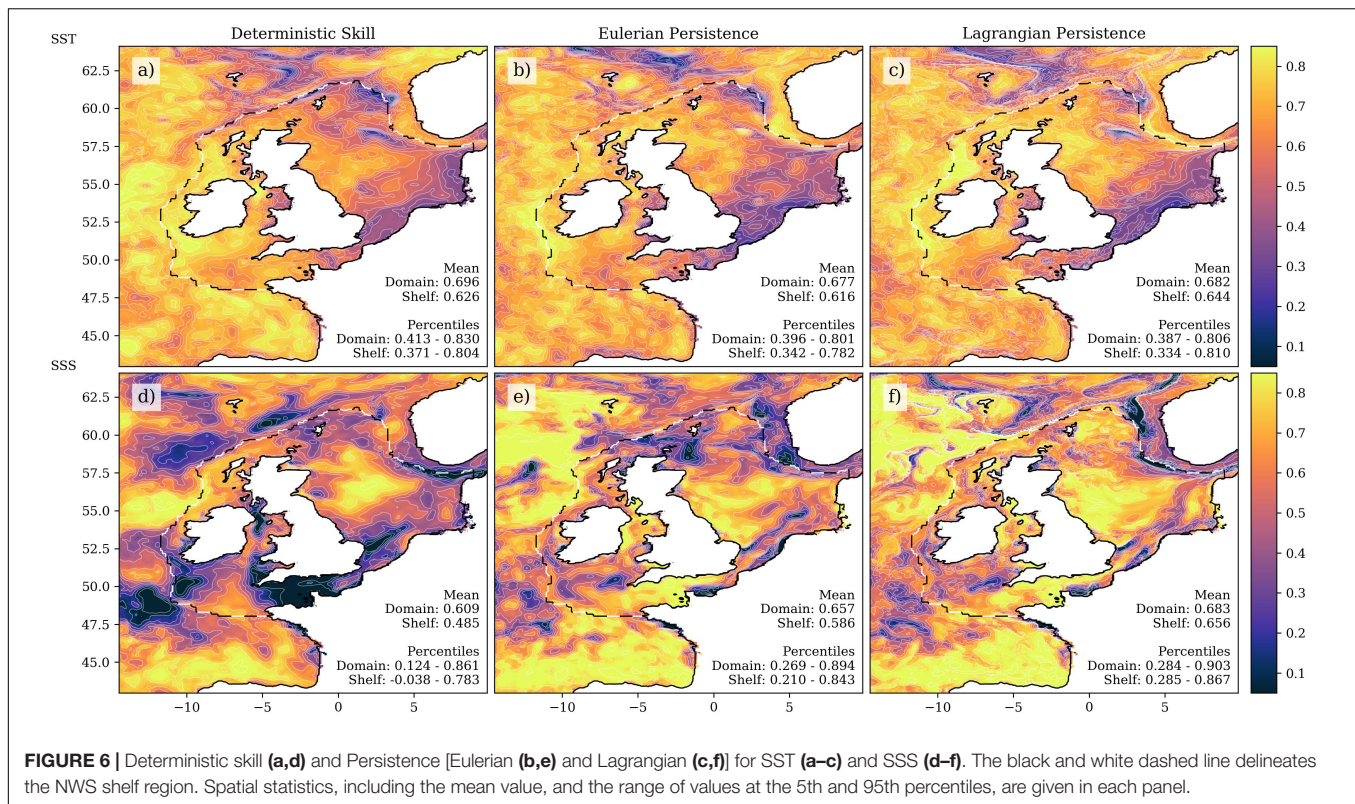 Deterministic Skill
Eulerian Persistence
Lagrangian Persistence
SST
a)
b)
c)
62.5
60.0
57.5
55.0
52.5
50.0
47.5
45.0
Mean
Domain: 0.696
Shelf: 0.626
Percentiles
Domain: 0.413 - 0.830
Shelf: 0.371 - 0.804
Mean
Domain: 0.677
Shelf: 0.616
Percentiles
Domain: 0.396 - 0.801
Shelf: 0.342 - 0.782
Mean
Domain: 0.682
Shelf: 0.644
Percentiles
Domain: 0.387 - 0.806
Shelf: 0.334 - 0.810
0.8
0.7
0.6
0.5
0.4
0.3
0.2
0.1
SSS
d)
e)
f)
62.5
60.0
57.5
55.0
52.5
50.0
47.5
45.0
Mean
Domain: 0.609
Shelf: 0.485
Percentiles
Domain: 0.124 - 0.861
Shelf: -0.038 - 0.783
Mean
Domain: 0.657
Shelf: 0.586
Percentiles
Domain: 0.269 - 0.894
Shelf: 0.210 - 0.843
Mean
Domain: 0.683
Shelf: 0.656
Percentiles
Domain: 0.284 - 0.903
Shelf: 0.285 - 0.867
0.8
0.7
0.6
0.5
0.4
0.3
0.2
0.1
−10 −5 0 5
−10 −5 0 5
−10 −5 0 5
FIGURE 6 | Deterministic skill (a,d) and Persistence [Eulerian (b,e) and Lagrangian (c,f)] for SST (a–c) and SSS (d–f). The black and white dashed line delineates
the NWS shelf region. Spatial statistics, including the mean value, and the range of values at the 5th and 95th percentiles, are given in each panel.